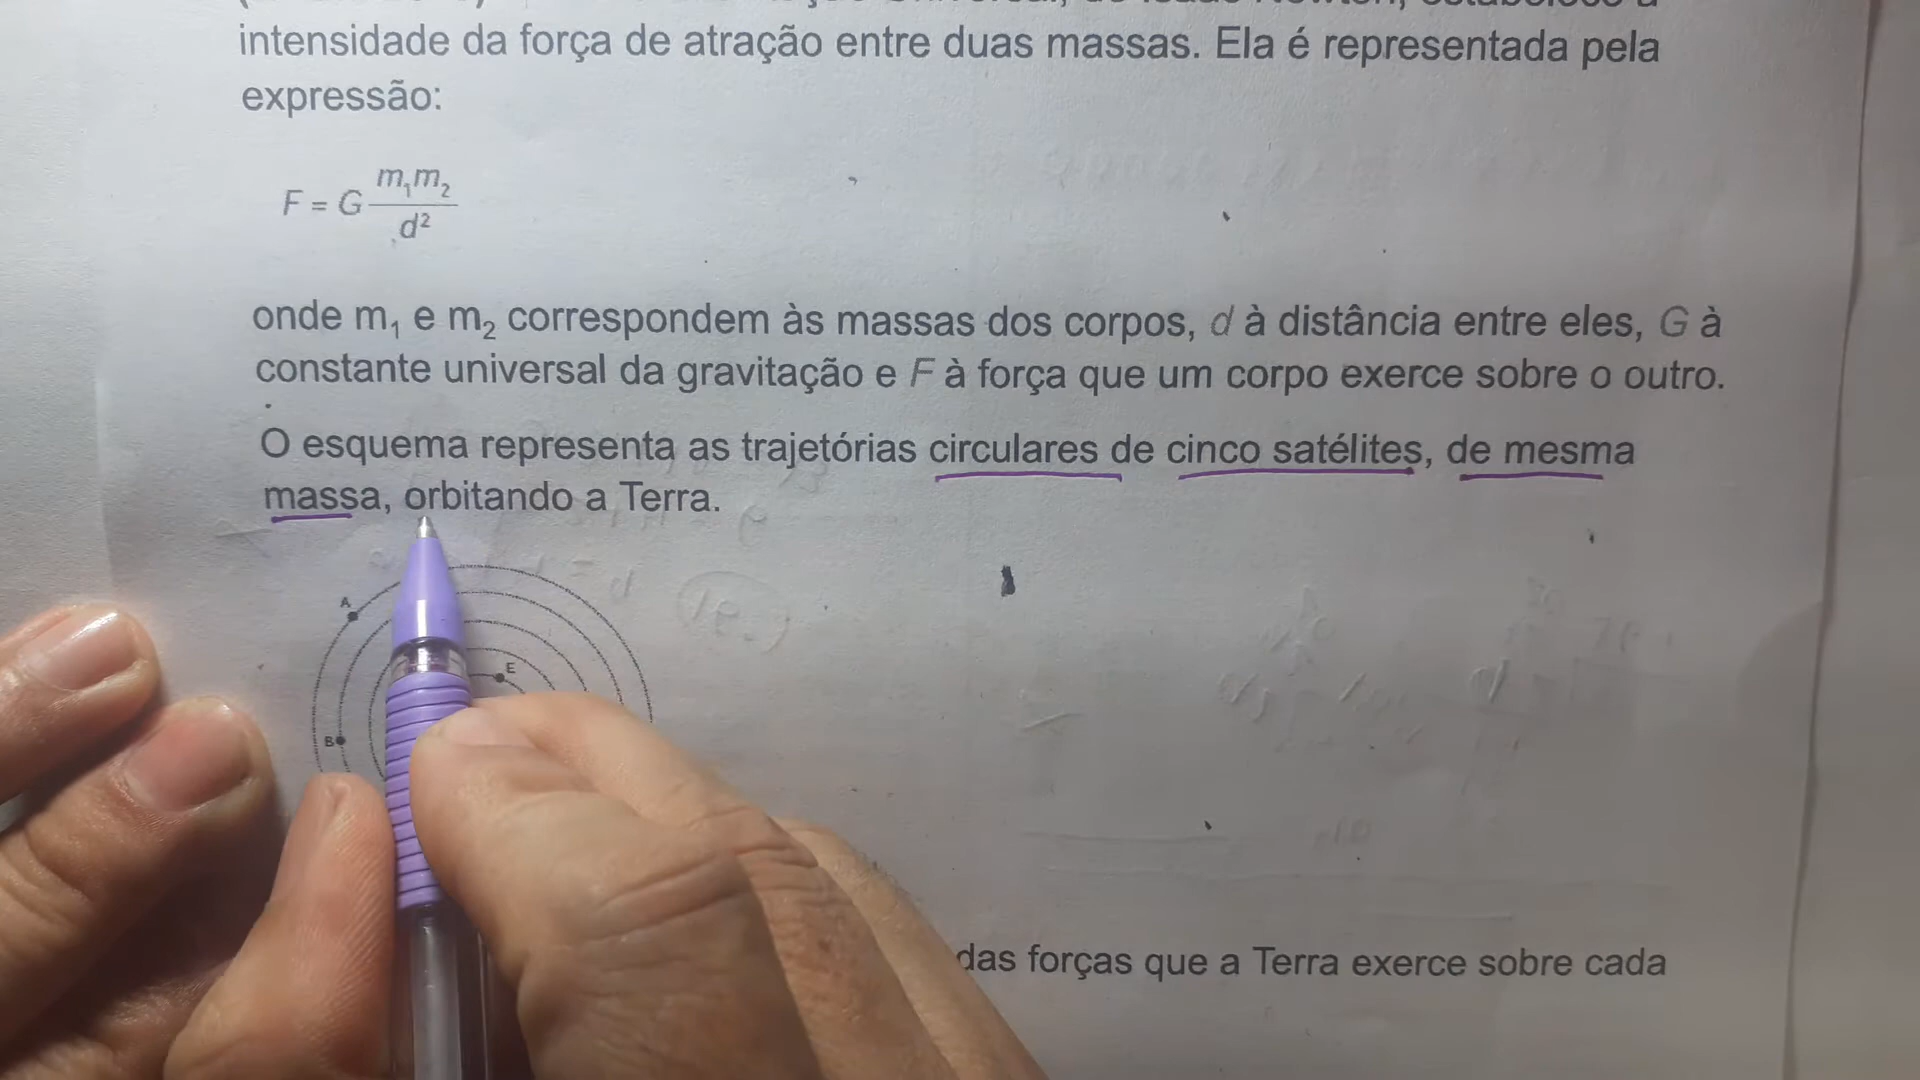 intensidade da força de atração entre duas massas. Ela é representada pela
expressão:
F = G m₁m₂ / d²
onde m₁ e m₂ correspondem às massas dos corpos, d à distância entre eles, G à
constante universal da gravitação e F à força que um corpo exerce sobre o outro.
O esquema representa as trajetórias circulares de cinco satélites, de mesma
massa, orbitando a Terra.
A
E
B
das forças que a Terra exerce sobre cada